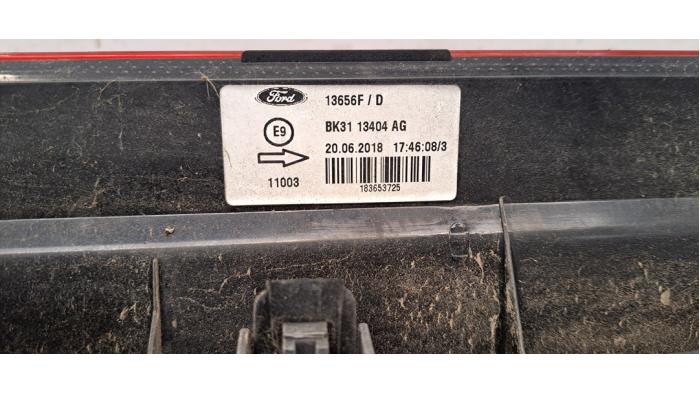 Ford
13656F / D
E9
BK31 13404 AG
20.06.2018 17:46:08/3
11003
183653725